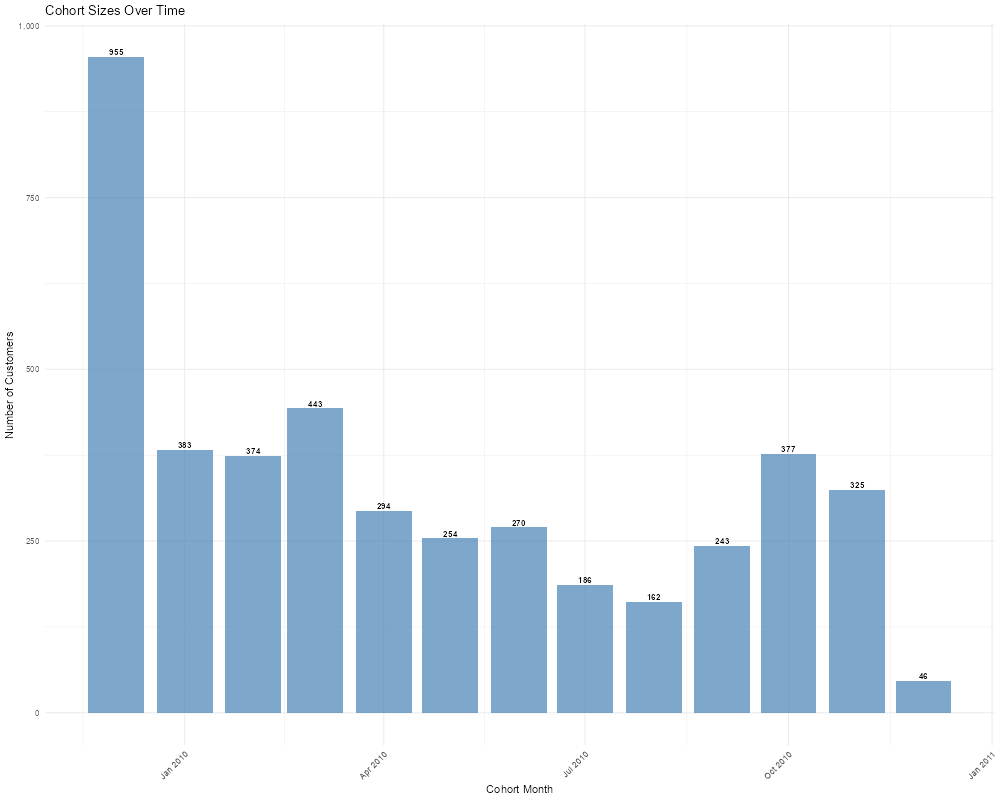 Cohort Sizes Over Time
1,000
750
500
250
0
Number of Customers
955
383
374
443
294
254
270
186
162
243
377
325
46
Jan 2010
Apr 2010
Jul 2010
Oct 2010
Jan 2011
Cohort Month